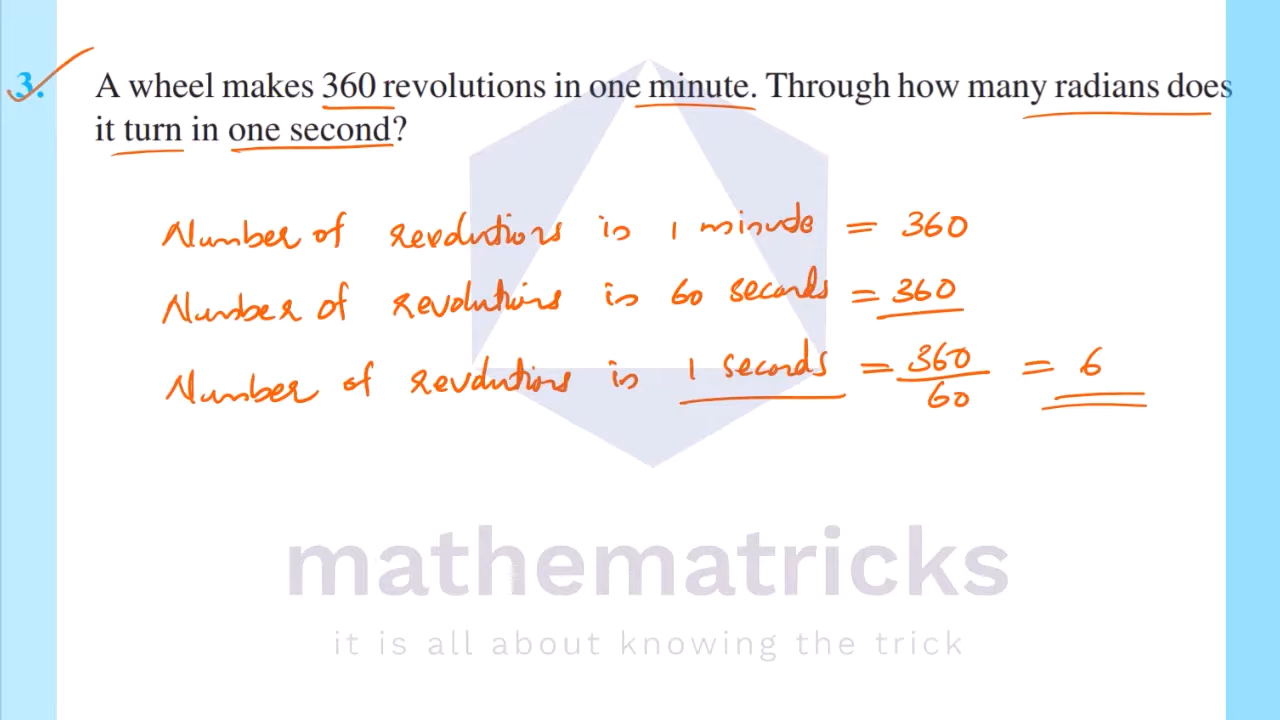 3. A wheel makes 360 revolutions in one minute. Through how many radians does
it turn in one second?
Number of revolutions in 1 minute = 360
Number of revolutions in 60 seconds = 360
Number of revolutions in 1 seconds = 360/60 = 6
mathematricks
it is all about knowing the trick